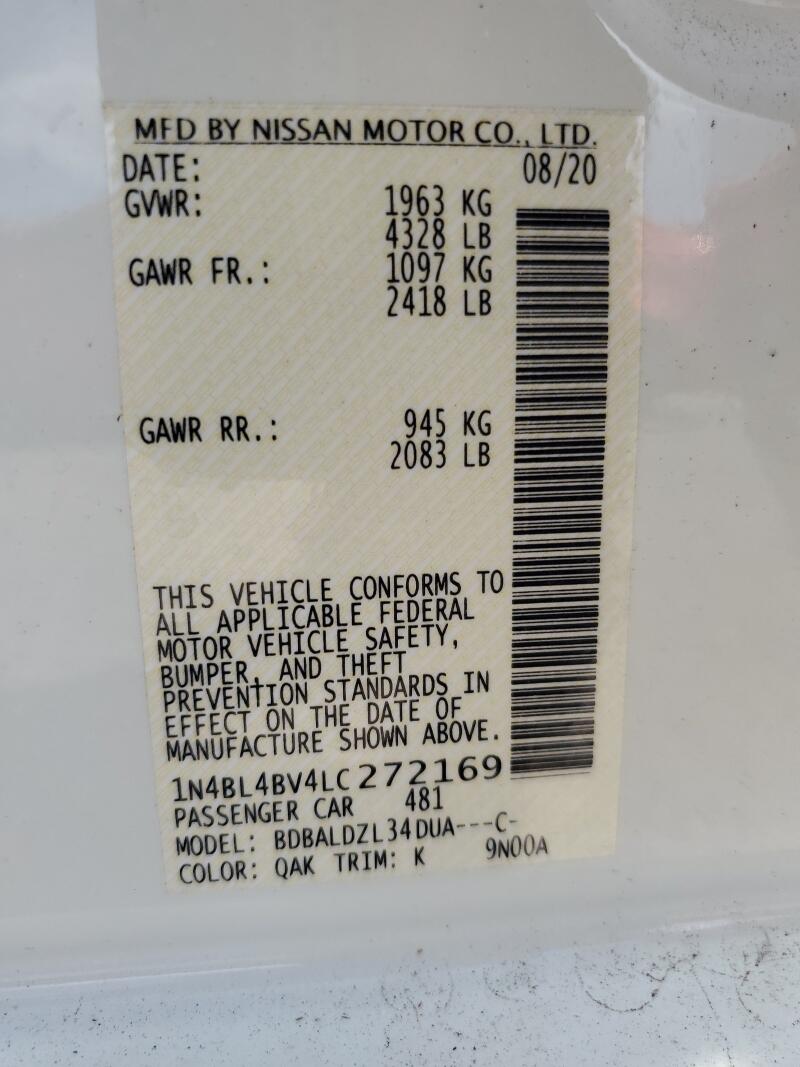 MFD BY NISSAN MOTOR CO., LTD.
DATE: 08/20
GVWR: 1963 KG
4328 LB
GAWR FR.: 1097 KG
2418 LB
GAWR RR.: 945 KG
2083 LB
THIS VEHICLE CONFORMS TO
ALL APPLICABLE FEDERAL
MOTOR VEHICLE SAFETY,
BUMPER, AND THEFT
PREVENTION STANDARDS IN
EFFECT ON THE DATE OF
MANUFACTURE SHOWN ABOVE.
1N4BL4BV4LC272169
PASSENGER CAR 481
MODEL: BDBALDZL34DUA---C-
COLOR: QAK TRIM: K 9N00A